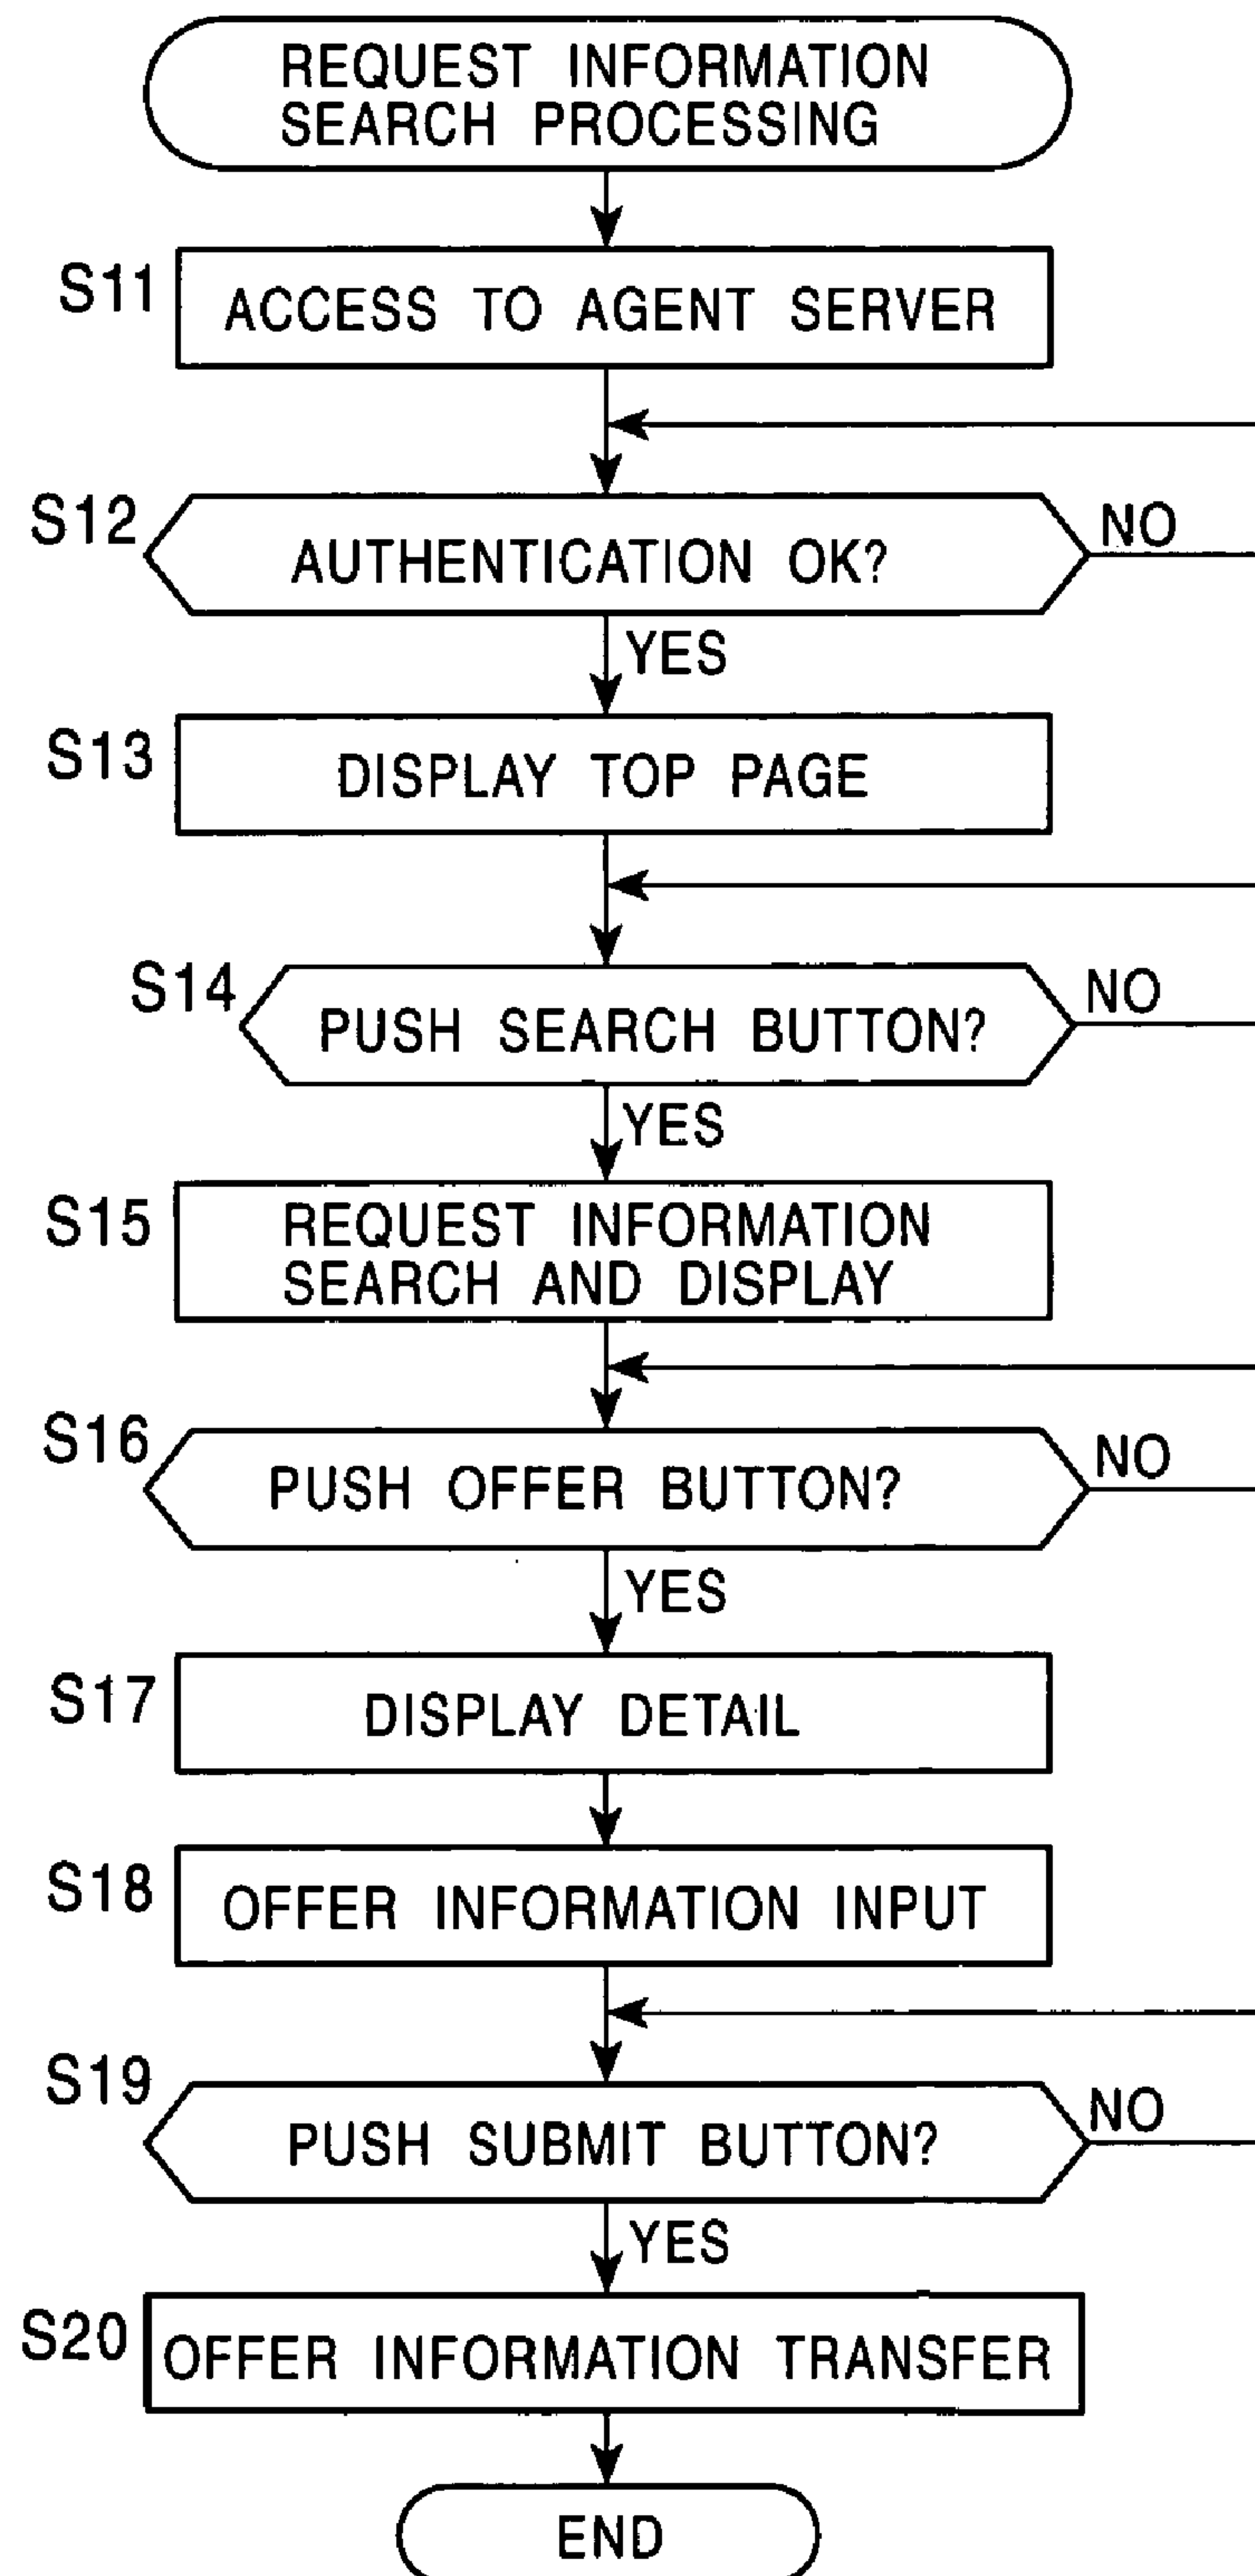 REQUEST INFORMATION
SEARCH PROCESSING
S11
ACCESS TO AGENT SERVER
S12
AUTHENTICATION OK?
NO
YES
S13
DISPLAY TOP PAGE
S14
PUSH SEARCH BUTTON?
NO
YES
S15
REQUEST INFORMATION
SEARCH AND DISPLAY
S16
PUSH OFFER BUTTON?
NO
YES
S17
DISPLAY DETAIL
S18
OFFER INFORMATION INPUT
S19
PUSH SUBMIT BUTTON?
NO
YES
S20
OFFER INFORMATION TRANSFER
END